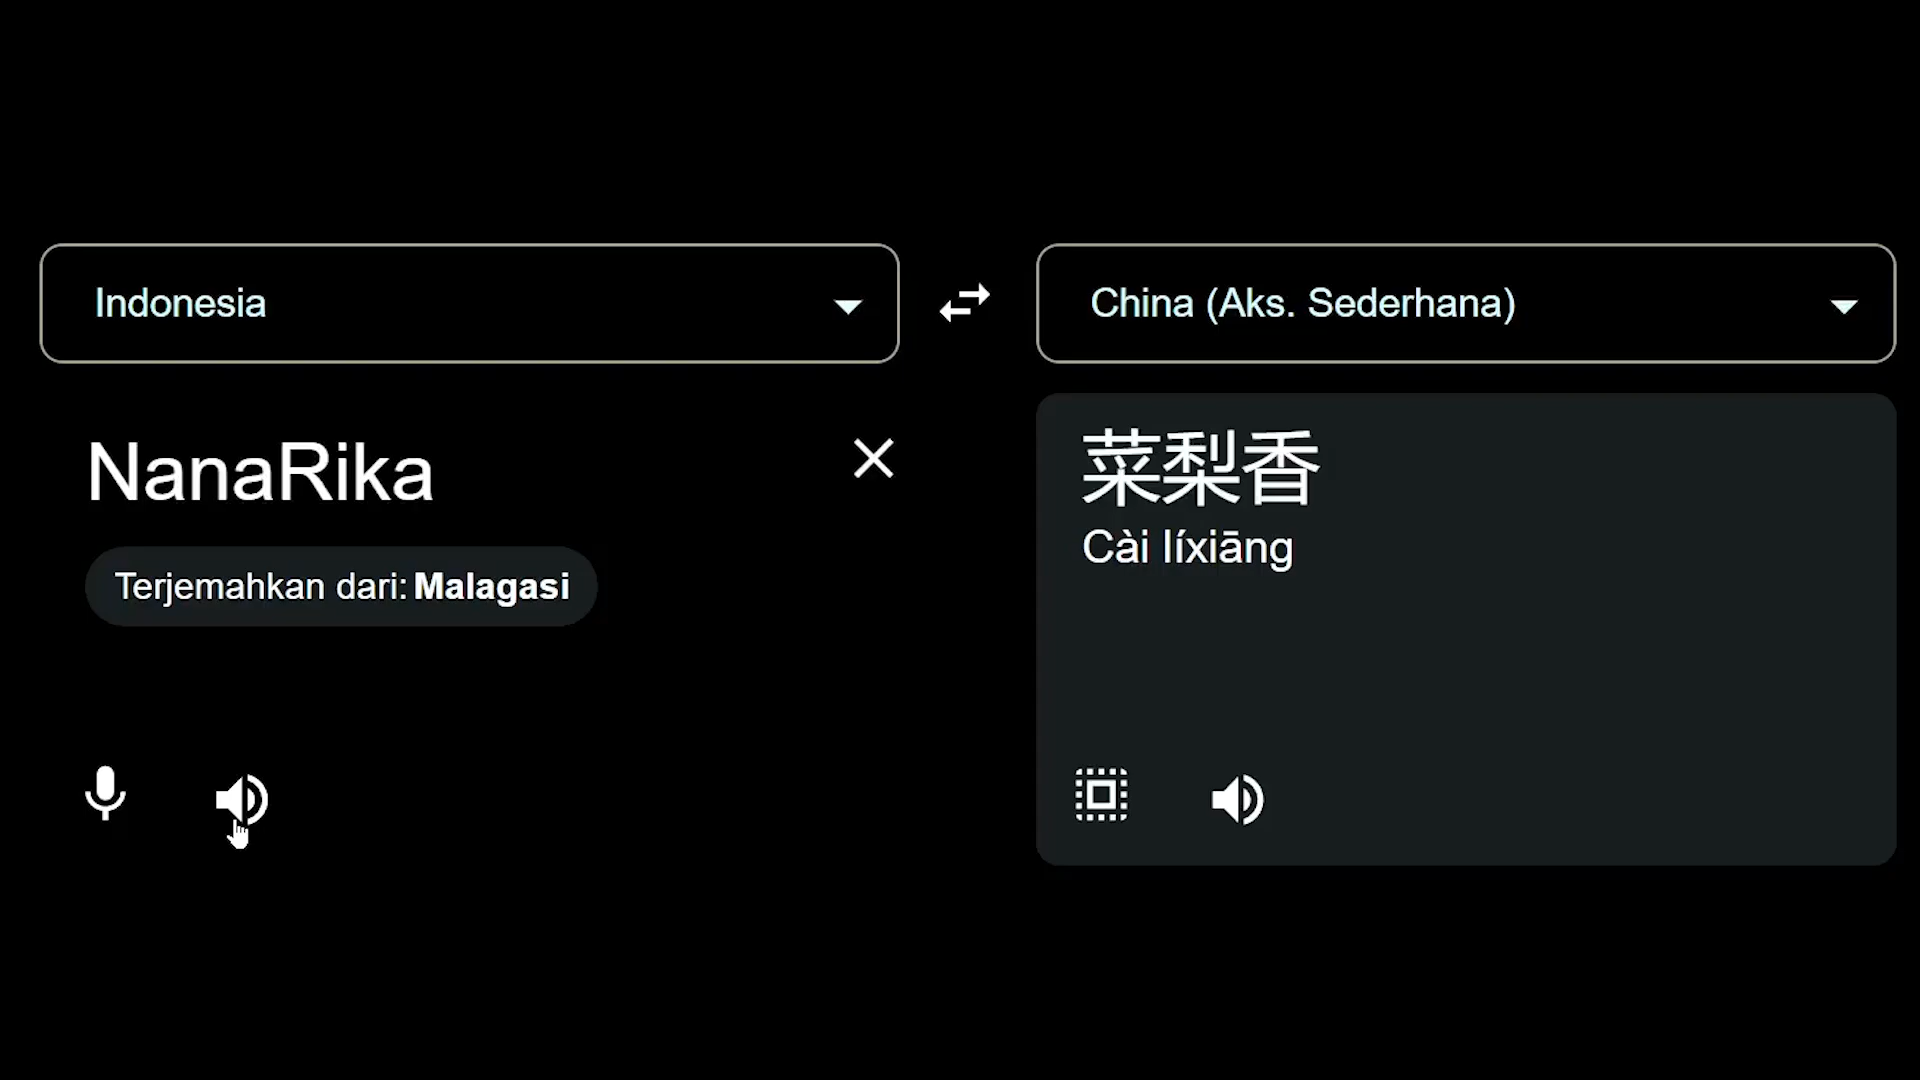 Indonesia
China (Aks. Sederhana)
NanaRika
Terjemahkan dari: Malagasi
菜梨香
Cài líxiāng